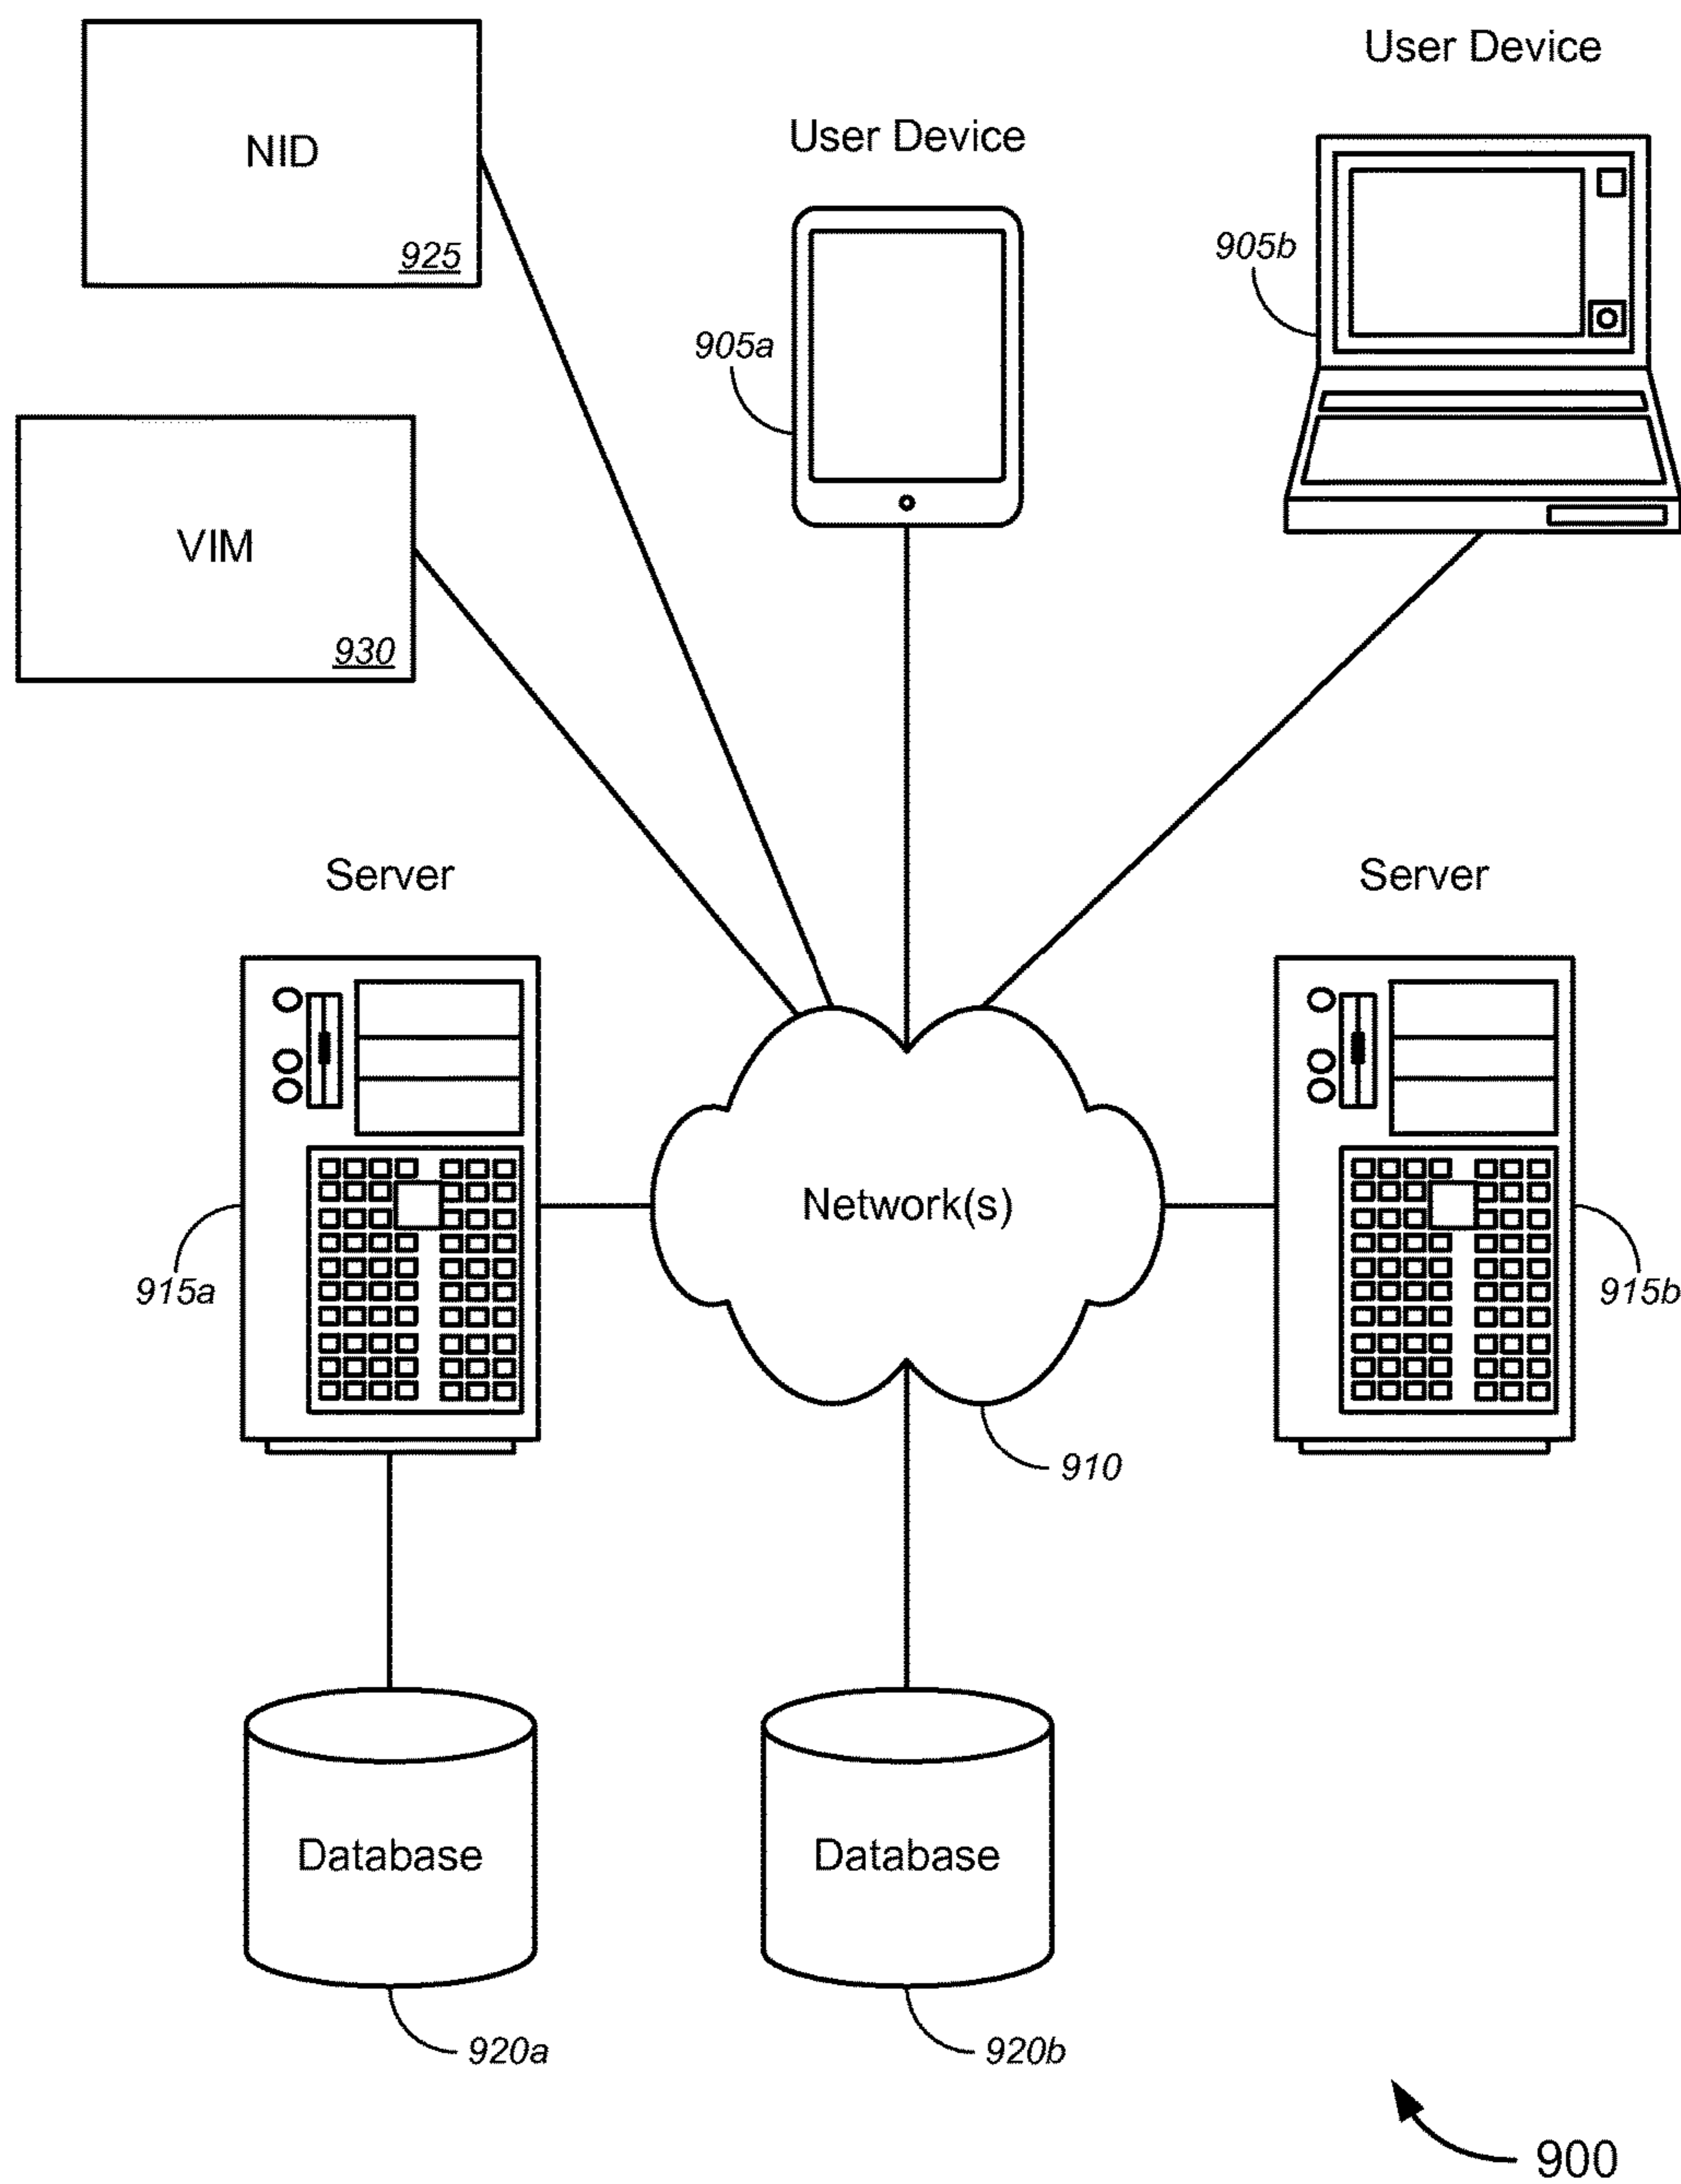 User Device
User Device
NID
925
905b
905a
VIM
930
Server
Server
Network(s)
915a
915b
910
Database
Database
920a
920b
900